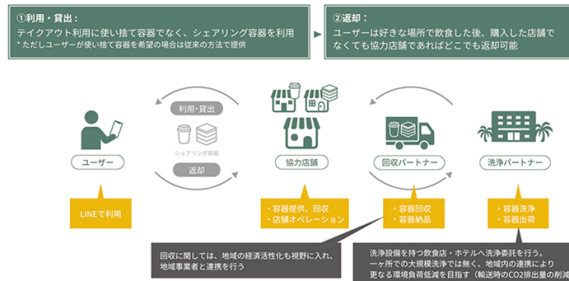 ①利用・貸出：
テイクアウト利用に使い捨て容器でなく、シェアリング容器を利用
* ただしユーザーが使い捨て容器を希望の場合は従来の方法で提供
②返却：
ユーザーは好きな場所で飲食した後、購入した店舗で
なくても協力店舗であればどこでも返却可能
利用・貸出
シェアリング容器
返却
ユーザー
協力店舗
回収パートナー
洗浄パートナー
LINEで利用
・容器提供、回収
・店舗オペレーション
・容器回収
・容器納品
・容器洗浄
・容器出荷
回収に関しては、地域の経済活性化も視野に入れ、
地域事業者と連携を行う
洗浄設備を持つ飲食店・ホテルへ洗浄委託を行う。
一ヶ所での大規模洗浄では無く、地域内の連携により
更なる環境負荷低減を目指す（輸送時のCO2排出量の削減